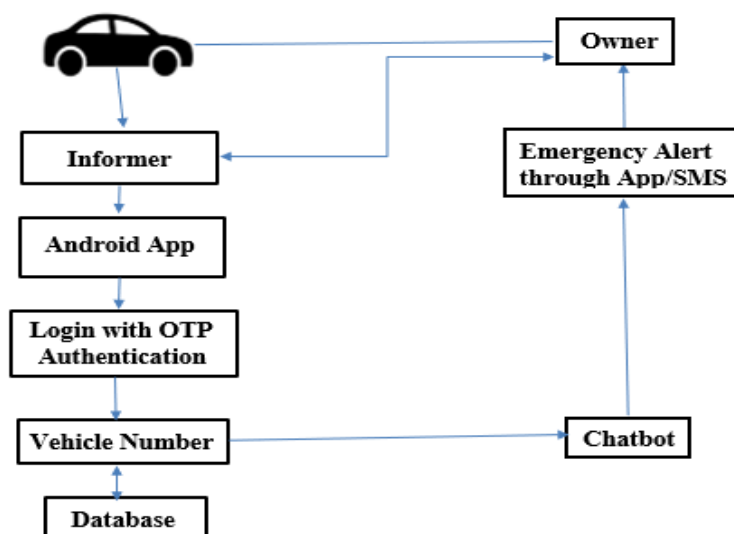 Owner
Informer
Emergency Alert
through App/SMS
Android App
Login with OTP
Authentication
Vehicle Number
Chatbot
Database